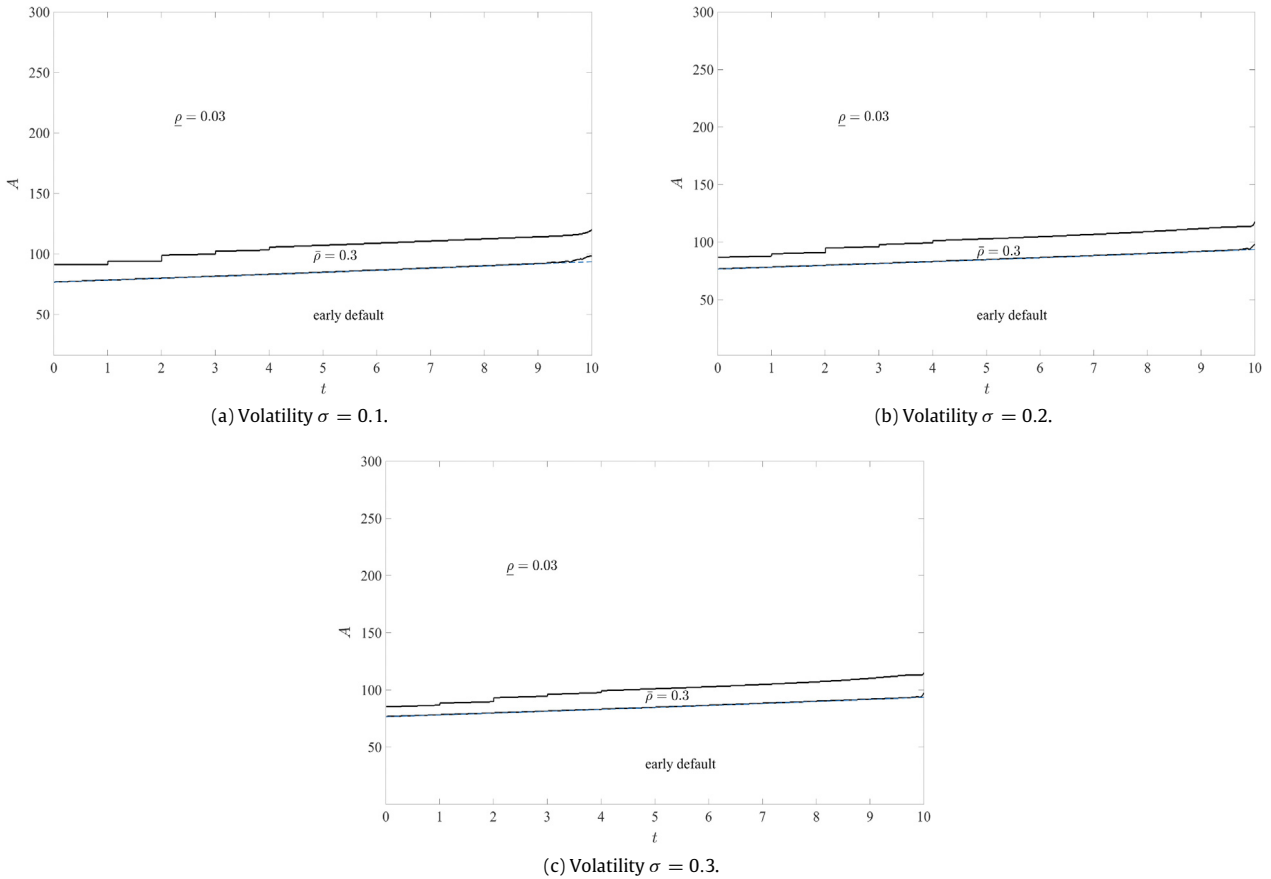 300
250
200
150
100
50
A
ρ = 0.03
ρ̄ = 0.3
early default
0 1 2 3 4 5 6 7 8 9 10
t
(a) Volatility σ = 0.1.
300
250
200
150
100
50
A
ρ = 0.03
ρ̄ = 0.3
early default
0 1 2 3 4 5 6 7 8 9 10
t
(b) Volatility σ = 0.2.
300
250
200
150
100
50
A
ρ = 0.03
ρ̄ = 0.3
early default
0 1 2 3 4 5 6 7 8 9 10
t
(c) Volatility σ = 0.3.